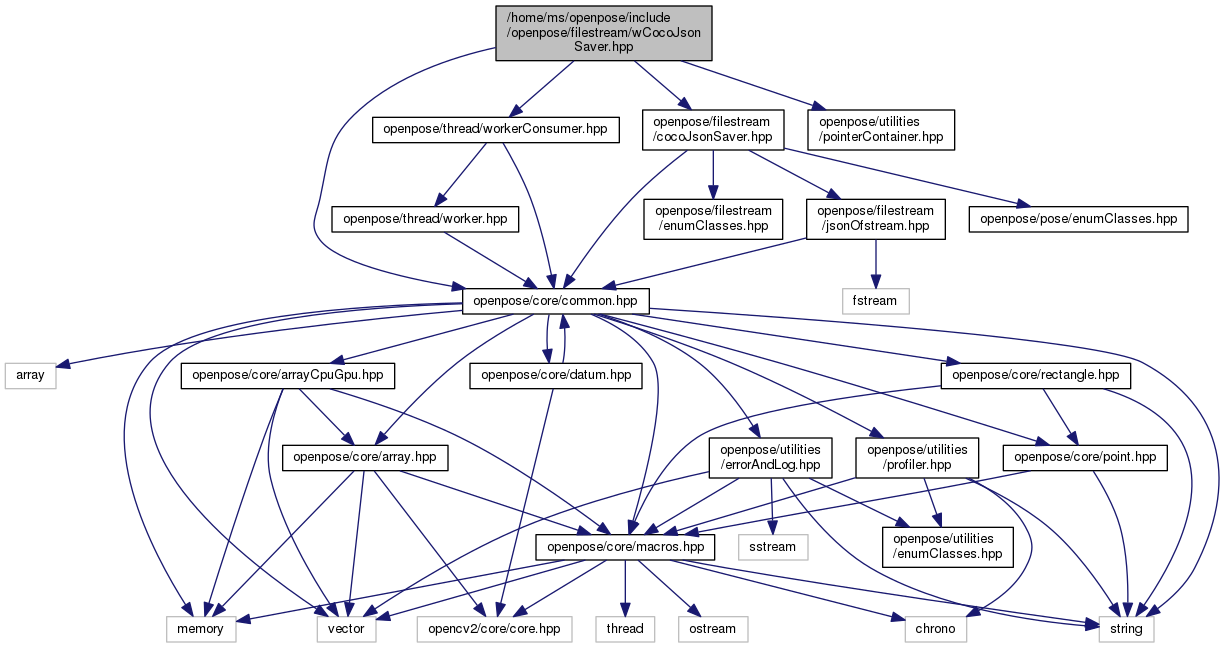 /home/ms/openpose/include
/openpose/filestream/wCocoJson
Saver.hpp
openpose/thread/workerConsumer.hpp
openpose/filestream
/cocoJsonSaver.hpp
openpose/utilities
/pointerContainer.hpp
openpose/thread/worker.hpp
openpose/filestream
/enumClasses.hpp
openpose/filestream
/jsonOfstream.hpp
openpose/pose/enumClasses.hpp
openpose/core/common.hpp
fstream
array
openpose/core/arrayCpuGpu.hpp
openpose/core/datum.hpp
openpose/core/rectangle.hpp
openpose/core/array.hpp
openpose/utilities
/errorAndLog.hpp
openpose/utilities
/profiler.hpp
openpose/core/point.hpp
openpose/core/macros.hpp
sstream
openpose/utilities
/enumClasses.hpp
memory
vector
opencv2/core/core.hpp
thread
ostream
chrono
string